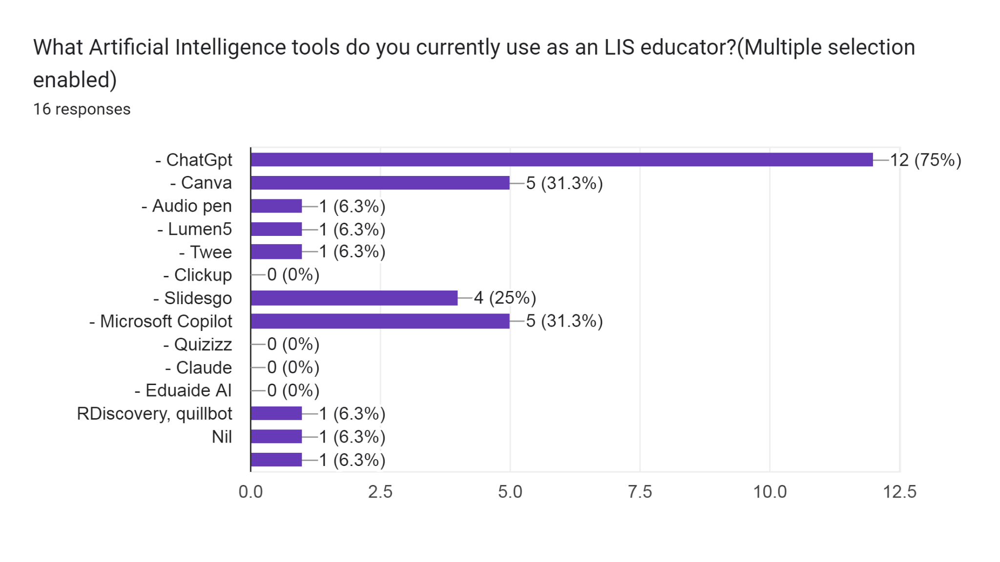 What Artificial Intelligence tools do you currently use as an LIS educator?(Multiple selection
enabled)
16 responses
- ChatGpt 12 (75%)
- Canva 5 (31.3%)
- Audio pen 1 (6.3%)
- Lumen5 1 (6.3%)
- Twee 1 (6.3%)
- Clickup 0 (0%)
- Slidesgo 4 (25%)
- Microsoft Copilot 5 (31.3%)
- Quizizz 0 (0%)
- Claude 0 (0%)
- Eduaide AI 0 (0%)
RDiscovery, quillbot 1 (6.3%)
Nil 1 (6.3%)
1 (6.3%)
0.0 2.5 5.0 7.5 10.0 12.5